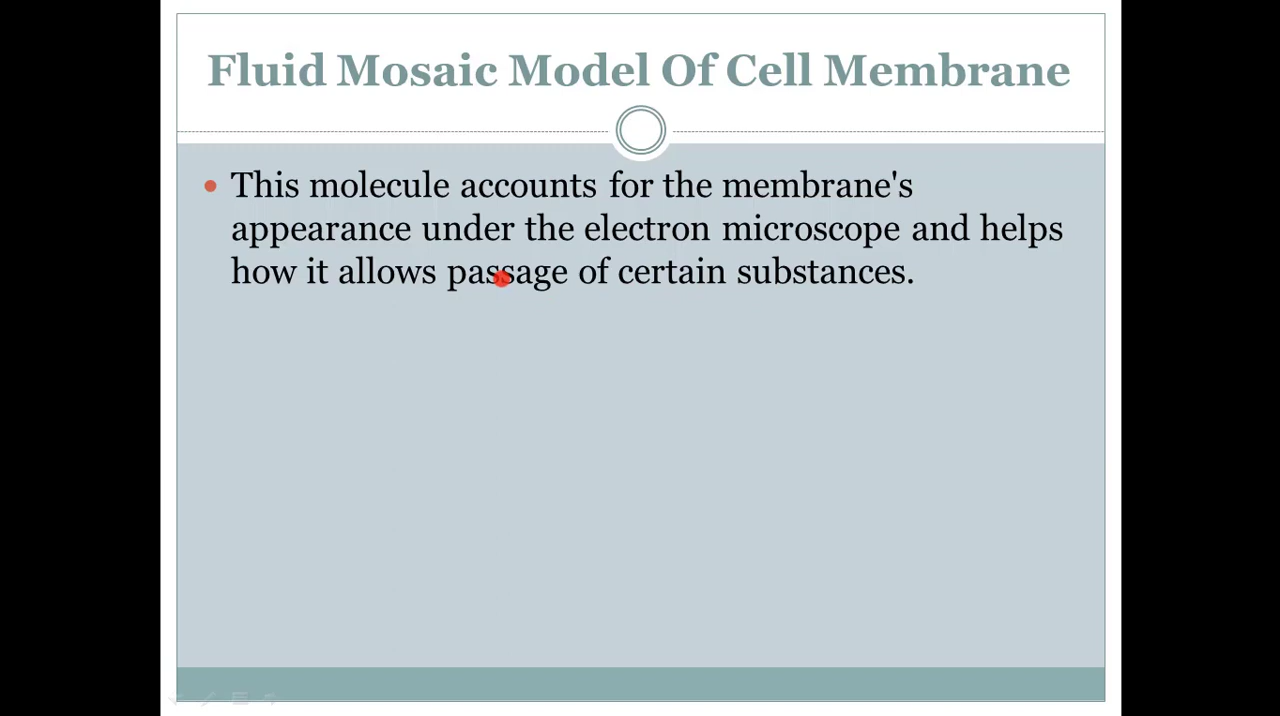 Fluid Mosaic Model Of Cell Membrane
This molecule accounts for the membrane's
appearance under the electron microscope and helps
how it allows passage of certain substances.